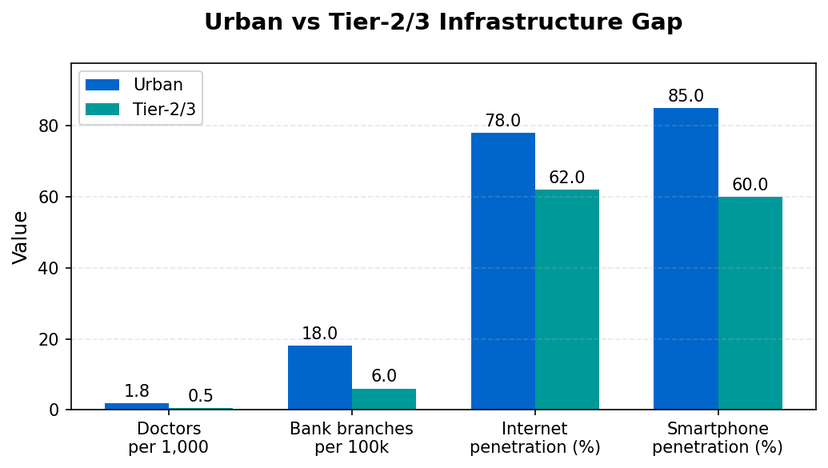 Urban vs Tier-2/3 Infrastructure Gap
Urban
Tier-2/3
Value
80
60
40
20
0
1.8
0.5
18.0
6.0
78.0
62.0
85.0
60.0
Doctors
per 1,000
Bank branches
per 100k
Internet
penetration (%)
Smartphone
penetration (%)